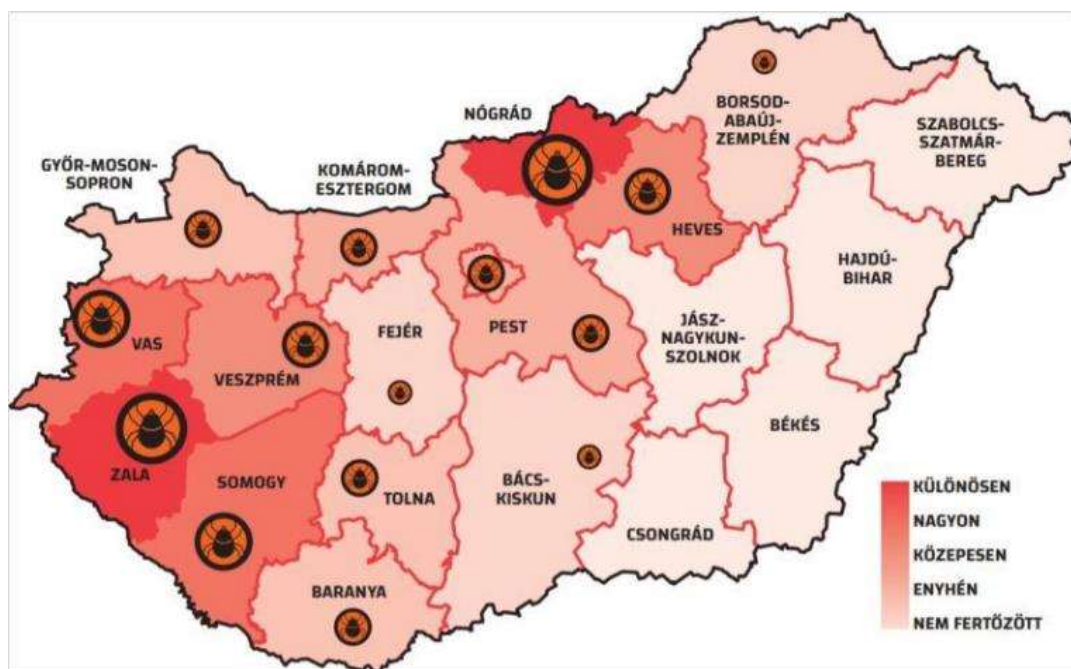 NÓGRÁD
BORSOD-
ABAÚJ-
ZEMPLÉN
SZABOLCS-
SZATMÁR-
BEREG
GYŐR-MOSON-
SOPRON
KOMÁROM-
ESZTERGOM
HEVES
HAJDÚ-
BIHAR
VAS
VESZPRÉM
FEJÉR
PEST
JÁSZ-
NAGYKUN-
SZOLNOK
ZALA
SOMOGY
TOLNA
BÁCS-
KISKUN
BÉKÉS
CSONGRÁD
BARANYA
KÜLÖNÖSEN
NAGYON
KÖZEPESEN
ENYHÉN
NEM FERTŐZÖTT